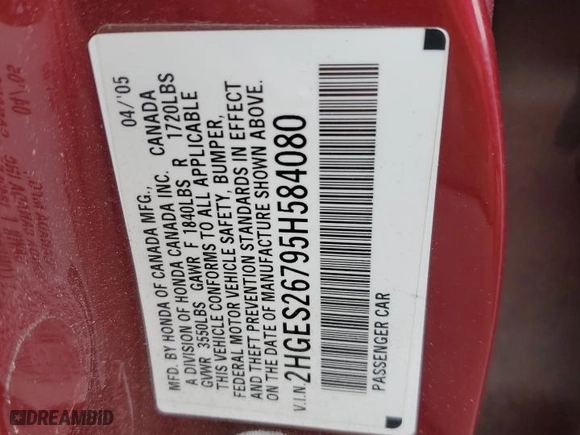 MFD. BY HONDA OF CANADA MFG., 04/'05
A DIVISION OF HONDA CANADA INC. CANADA
GVWR 3550LBS GAWR F 1840LBS R 1720LBS
THIS VEHICLE CONFORMS TO ALL APPLICABLE
FEDERAL MOTOR VEHICLE SAFETY, BUMPER,
AND THEFT PREVENTION STANDARDS IN EFFECT
ON THE DATE OF MANUFACTURE SHOWN ABOVE.
V.I.N. 2HGES26795H584080
PASSENGER CAR
DREAMBID